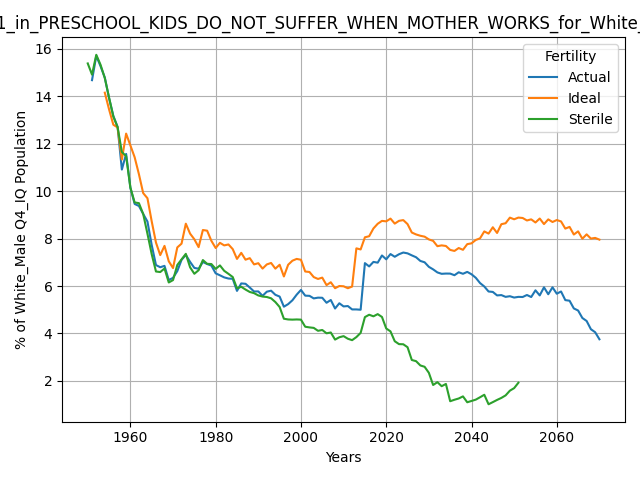 1_in_PRESCHOOL_KIDS_DO_NOT_SUFFER_WHEN_MOTHER_WORKS_for_White_
% of White_Male Q4_IQ Population
16
14
12
10
8
6
4
2
Fertility
Actual
Ideal
Sterile
1960 1980 2000 2020 2040 2060
Years